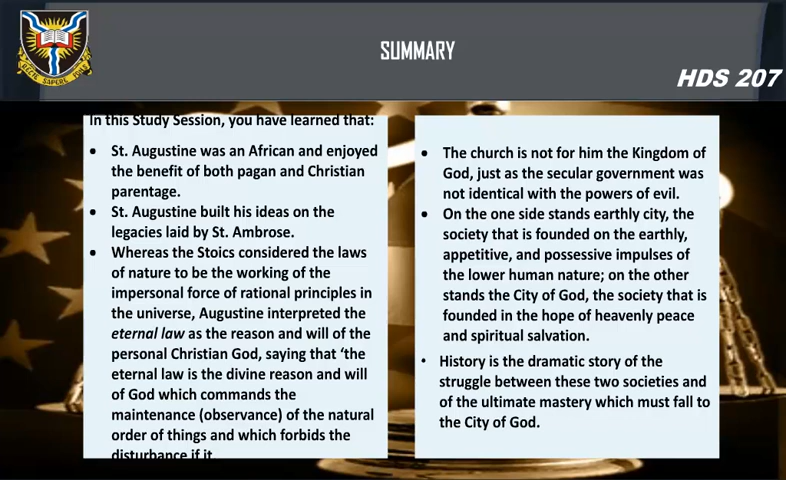 SUMMARY
HDS 207
RECTE SAPERE FONS
In this Study Session, you have learned that:
• St. Augustine was an African and enjoyed
the benefit of both pagan and Christian
parentage.
• St. Augustine built his ideas on the
legacies laid by St. Ambrose.
• Whereas the Stoics considered the laws
of nature to be the working of the
impersonal force of rational principles in
the universe, Augustine interpreted the
eternal law as the reason and will of the
personal Christian God, saying that ‘the
eternal law is the divine reason and will
of God which commands the
maintenance (observance) of the natural
order of things and which forbids the
disturbance if it
• The church is not for him the Kingdom of
God, just as the secular government was
not identical with the powers of evil.
• On the one side stands earthly city, the
society that is founded on the earthly,
appetitive, and possessive impulses of
the lower human nature; on the other
stands the City of God, the society that is
founded in the hope of heavenly peace
and spiritual salvation.
• History is the dramatic story of the
struggle between these two societies and
of the ultimate mastery which must fall to
the City of God.